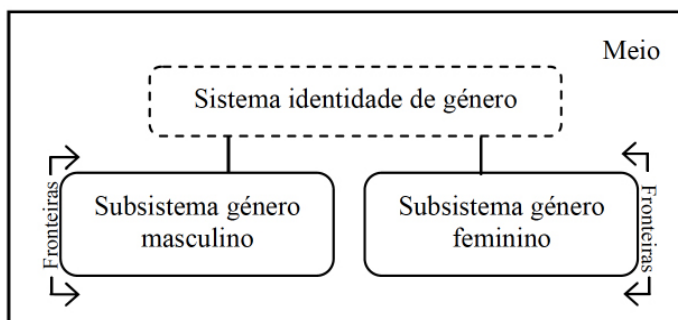 Meio
Sistema identidade de género
Fronteiras
Subsistema género
masculino
Subsistema género
feminino
Fronteiras